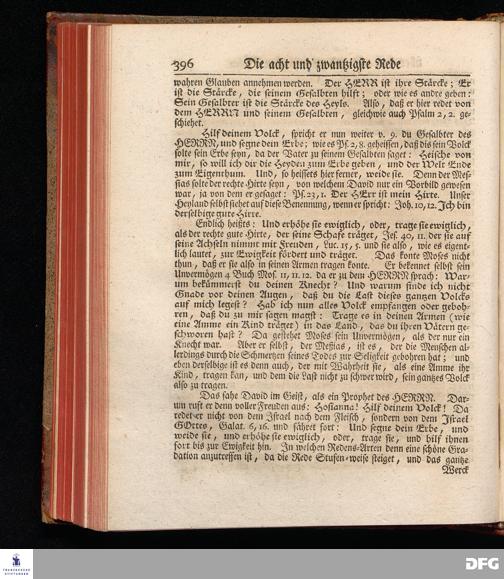 396 Die acht und zwantzigste Rede
wahren Glauben annehmen werden. Der HERR ist ihre Stärcke; Er
ist die Stärcke, die seinem Gesalbten hilft; oder wie es andre geben:
Sein Gesalbter ist die Stärcke des Heyls. Also, daß er hier redet von
dem HERRN und seinem Gesalbten, gleichwie auch Psalm 2, 2. ge-
schiehet.
Hilf deinem Volck, spricht er nun weiter v. 9. du Gesalbter des
HERRN, und segne dein Erbe; wie es Ps. 2, 8. geheissen, daß dis sein Volck
solte sein Erbe seyn, da der Vater zu seinem Gesalbten saget: Heische von
mir, so will ich dir die Heyden zum Erbe geben, und der Welt Ende
zum Eigenthum. Und, so heissets hier ferner, weide sie. Denn der Mes-
sias solte der rechte Hirte seyn, von welchem David nur ein Vorbild gewesen
war, ja von dem er gesaget: Ps. 23, 1. Der HErr ist mein Hirte. Unser
Heyland selbst siehet auf diese Benennung, wenn er spricht: Joh. 10, 12. Ich bin
derselbige gute Hirte.
Endlich heißts: Und erhöhe sie ewiglich, oder, trage sie ewiglich,
als der rechte gute Hirte, der seine Schafe träget, Jes. 40, 11. der sie auf
seine Achseln nimmt mit Freuden, Luc. 15, 5. und sie also, wie es eigent-
lich lautet, zur Ewigkeit fördert und träget. Das konte Moses nicht
thun, daß er sie also in seinen Armen tragen konte. Er bekennet selbst sein
Unvermögen 4 Buch Mos. 11, 11. 12. da er zu dem HERRN sprach: War-
um bekümmerst du deinen Knecht? Und warum finde ich nicht
Gnade vor deinen Augen, daß du die Last dieses gantzen Volcks
auf mich legest? Hab ich nun alles Volck empfangen oder geboh-
ren, daß du zu mir sagen magst: Trage es in deinen Armen (wie
eine Amme ein Kind träget) in das Land, das du ihren Vätern ge-
schworen hast? Da gestehet Moses sein Unvermögen, als der nur ein
Knecht war. Aber er selbst, der Meßias, ist es, der die Menschen al-
lerdings durch die Schmertzen seines Todes zur Seligkeit gebohren hat; und
eben derselbige ist es denn auch, der mit Wahrheit sie, als eine Amme ihr
Kind, tragen kan, und dem die Last nicht zu schwer wird, sein gantzes Volck
also zu tragen.
Das sahe David im Geist, als ein Prophet des HERRN. Dar-
um ruft er denn voller Freuden aus: Hosianna! Hilf deinem Volck! Da
redet er nicht von dem Israel nach dem Fleisch, sondern von dem Israel
GOttes, Galat. 6, 16. und fähret fort: Und segne dein Erbe, und
weide sie, und erhöhe sie ewiglich, oder, trage sie, und hilf ihnen
fort bis zur Ewigkeit hin. In welchen Redens-Arten denn eine schöne Gra-
dation anzutreffen ist, da die Rede Stufen-weise steiget, und das gantze
Werck
FRANCKESCHE
STIFTUNGEN
DFG